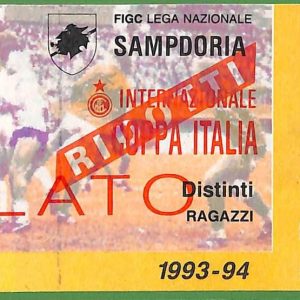 FIGC LEGA NAZIONALE
SAMPDORIA
INTERNAZIONALE
COPPA ITALIA
RIDOTTI
LATO
Distinti
RAGAZZI
1993-94